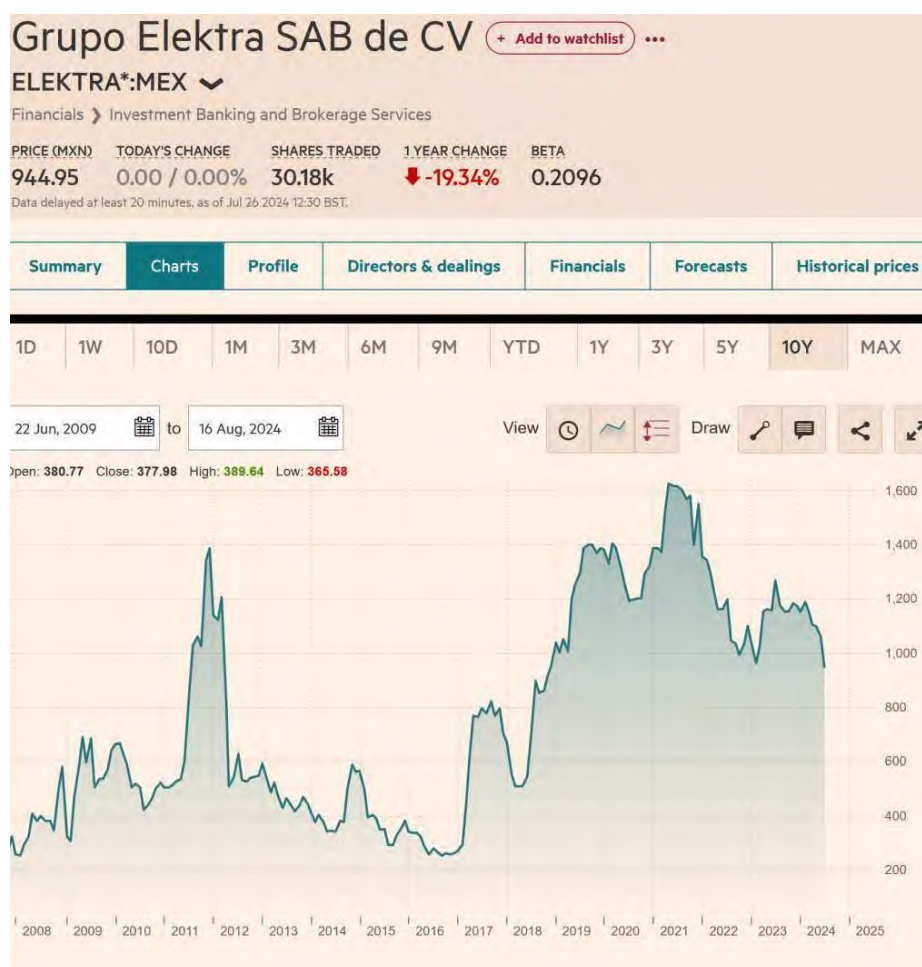 Grupo Elektra SAB de CV + Add to watchlist •••
ELEKTRA*:MEX
Financials ❯ Investment Banking and Brokerage Services
PRICE (MXN) TODAY'S CHANGE SHARES TRADED 1 YEAR CHANGE BETA
944.95 0.00 / 0.00% 30.18k -19.34% 0.2096
Data delayed at least 20 minutes, as of Jul 26 2024 12:30 BST.
Summary Charts Profile Directors & dealings Financials Forecasts Historical prices
1D 1W 10D 1M 3M 6M 9M YTD 1Y 3Y 5Y 10Y MAX
22 Jun, 2009 to 16 Aug, 2024 View Draw
Open: 380.77 Close: 377.98 High: 389.64 Low: 365.58
1,600
1,400
1,200
1,000
800
600
400
200
2008 2009 2010 2011 2012 2013 2014 2015 2016 2017 2018 2019 2020 2021 2022 2023 2024 2025